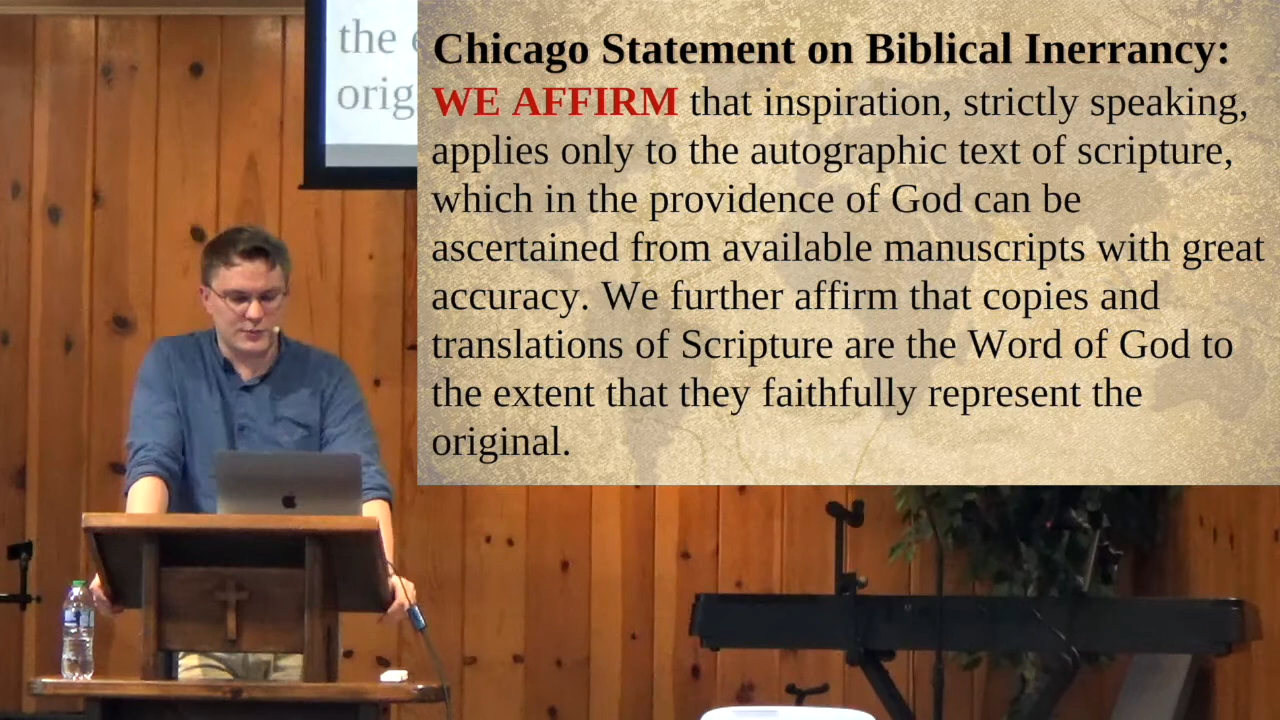 the
orig
Chicago Statement on Biblical Inerrancy:
WE AFFIRM that inspiration, strictly speaking,
applies only to the autographic text of scripture,
which in the providence of God can be
ascertained from available manuscripts with great
accuracy. We further affirm that copies and
translations of Scripture are the Word of God to
the extent that they faithfully represent the
original.